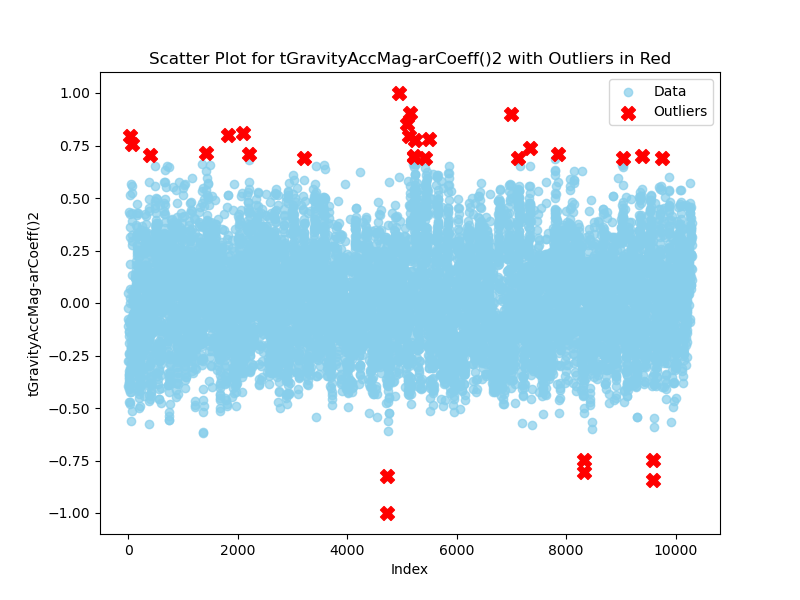 Scatter Plot for tGravityAccMag-arCoeff()2 with Outliers in Red
Data
Outliers
1.00
0.75
0.50
0.25
0.00
−0.25
−0.50
−0.75
−1.00
tGravityAccMag-arCoeff()2
0 2000 4000 6000 8000 10000
Index